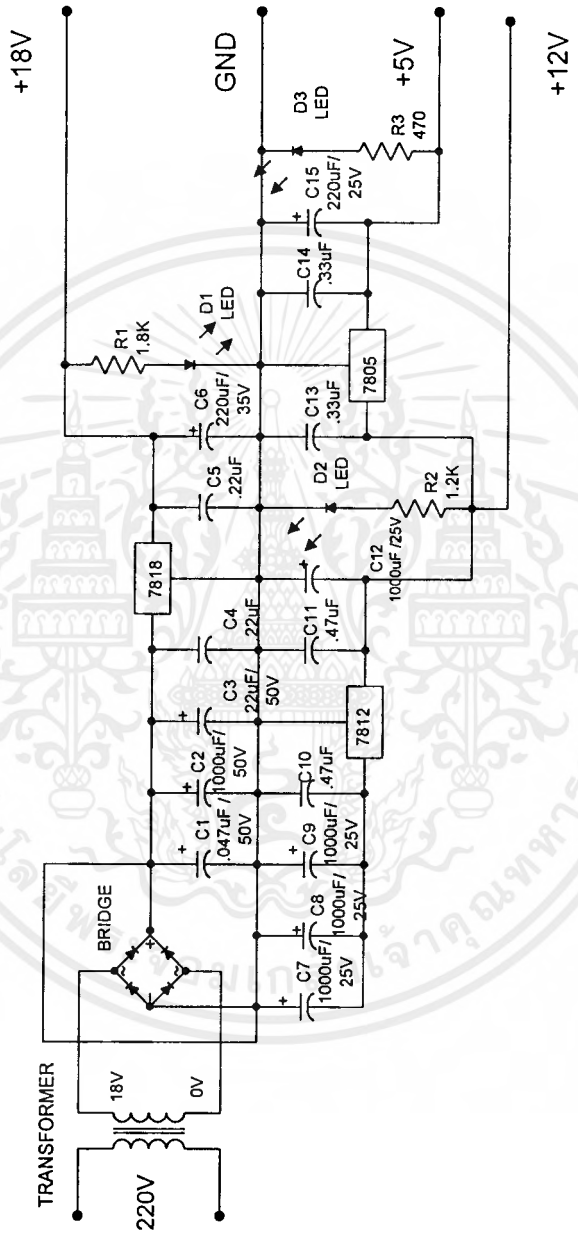 TRANSFORMER
220V
18V
0V
BRIDGE
C1
.047uF/
50V
C2
1000uF/
50V
C3
22uF/
50V
C4
.22uF
7818
C5
.22uF
C6
220uF/
35V
R1
1.8K
D1
LED
+18V
GND
C7
1000uF/
25V
C8
1000uF/
25V
C9
1000uF/
25V
C10
.47uF
7812
C11
.47uF
C12
1000uF/25V
D2
LED
R2
1.2K
C13
.33uF
7805
C14
.33uF
C15
220uF/
25V
D3
LED
R3
470
+5V
+12V